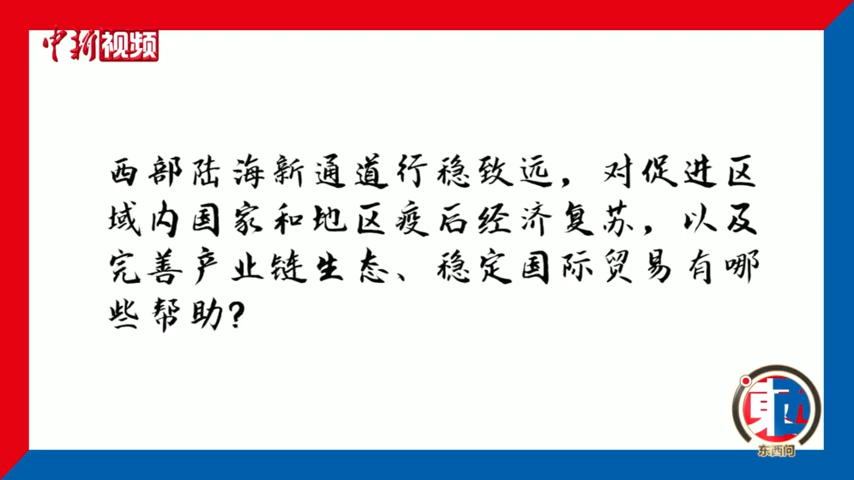 中新视频
西部陆海新通道行稳致远，对促进区
域内国家和地区疫后经济复苏，以及
完善产业链生态、稳定国际贸易有哪
些帮助?
东西问